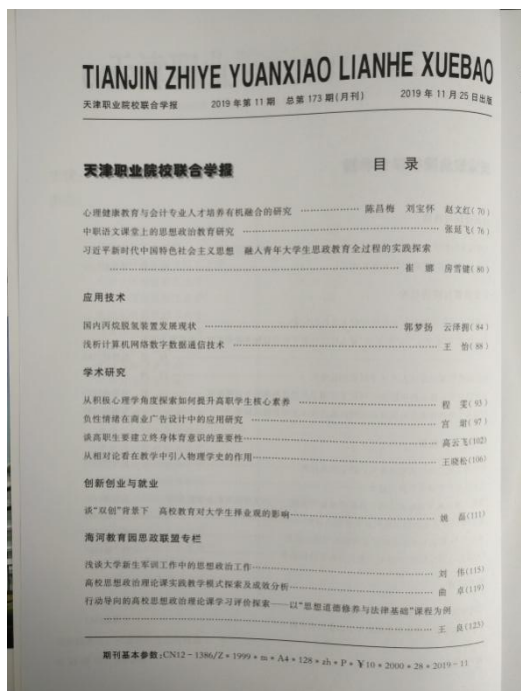 TIANJIN ZHIYE YUANXIAO LIANHE XUEBAO
天津职业院校联合学报 2019年第11期 总第173期(月刊) 2019年11月25日出版
天津职业院校联合学报 目 录
心理健康教育与会计专业人才培养有机融合的研究 ………………… 陈昌梅 刘宝怀 赵文红(70)
中职语文课堂上的思想政治教育研究 ………………… 张延飞(76)
习近平新时代中国特色社会主义思想 融入青年大学生思政教育全过程的实践探索
………………… 崔 娜 房雪健(80)
应用技术
国内丙烷脱氢装置发展现状 ………………… 郭梦扬 云泽拥(84)
浅析计算机网络数字数据通信技术 ………………… 王 怡(88)
学术研究
从积极心理学角度探索如何提升高职学生核心素养 ………………… 程 雯(93)
负性情绪在商业广告设计中的应用研究 ………………… 宫 甜(97)
谈高职生要建立终身体育意识的重要性………………… 高云飞(102)
从相对论看在教学中引入物理学史的作用………………… 王晓松(106)
创新创业与就业
谈“双创”背景下 高校教育对大学生择业观的影响………………… 姚 磊(111)
海河教育园思政联盟专栏
浅谈大学新生军训工作中的思想政治工作………………… 刘 伟(115)
高校思想政治理论课实践教学模式探索及成效分析………………… 曲 卓(119)
行动导向的高校思想政治理论课学习评价探索——以“思想道德修养与法律基础”课程为例
………………… 王 良(125)
期刊基本参数:CN12-1386/Z*1999*m*A4*128*zh*P*¥10*2000*28*2019-11